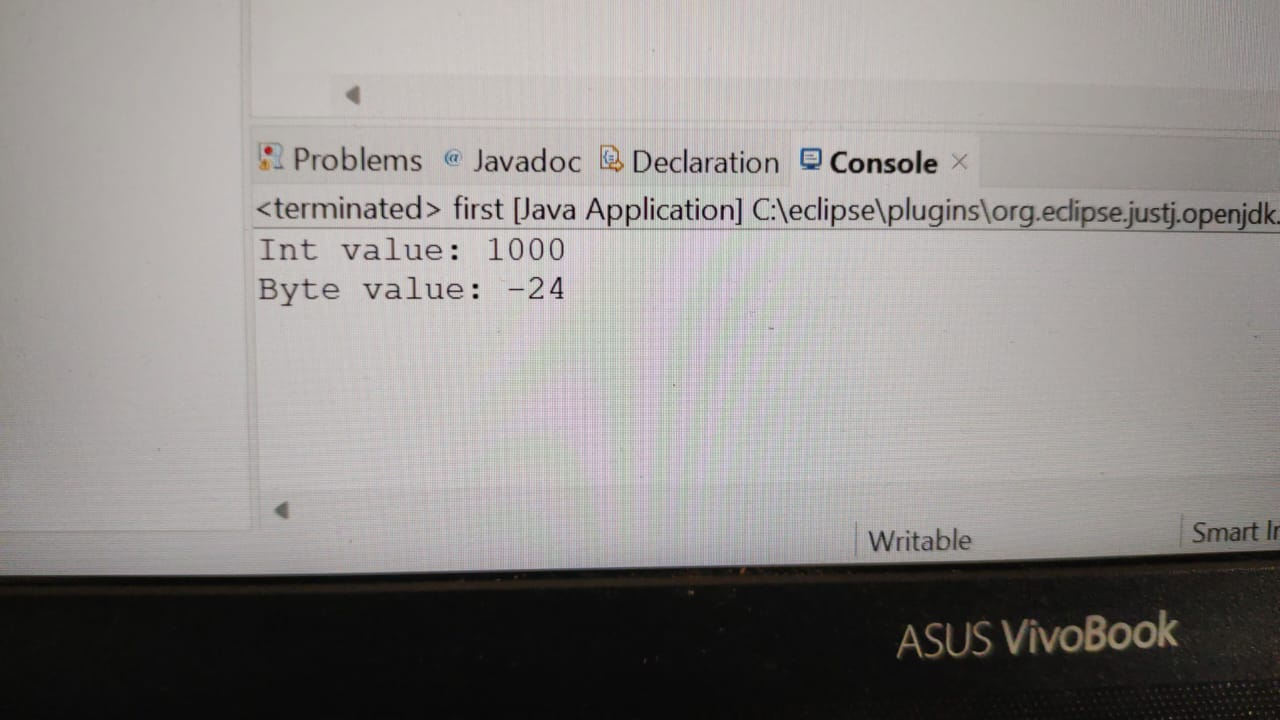 Problems @ Javadoc Declaration Console
<terminated> first [Java Application] C:\eclipse\plugins\org.eclipse.justj.openjdk.
Int value: 1000
Byte value: -24
Writable Smart
ASUS VivoBook